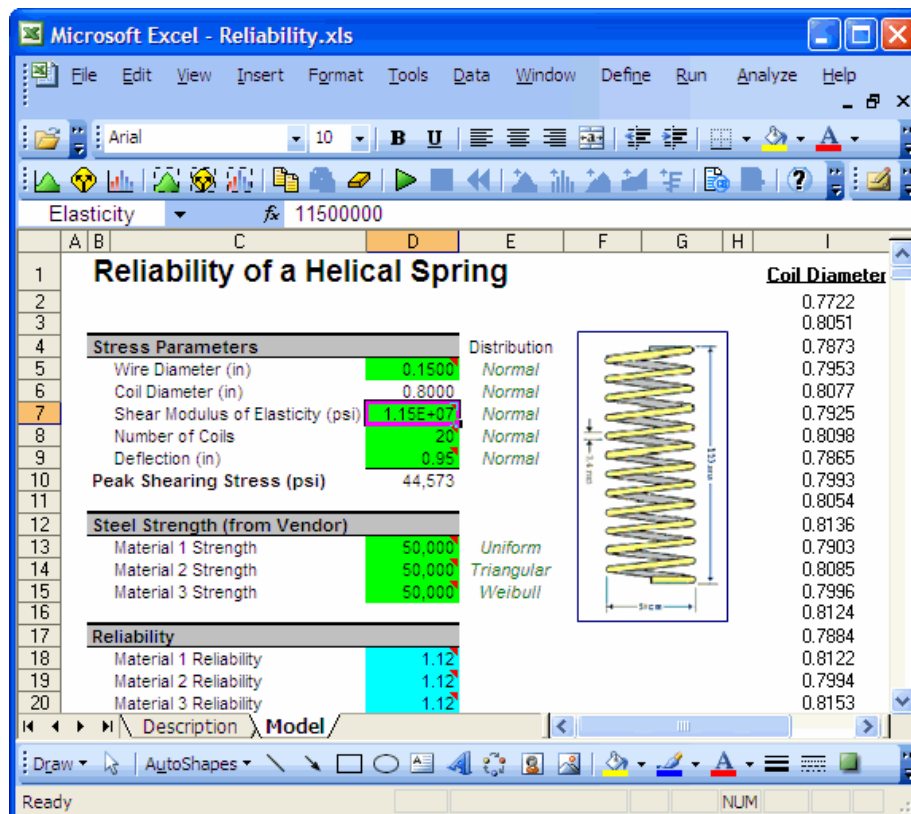 Microsoft Excel - Reliability.xls
File Edit View Insert Format Tools Data Window Define Run Analyze Help
Arial 10 B U A
Elasticity fx 11500000
A B C D E F G H I
1 Reliability of a Helical Spring Coil Diameter
2 0.7722
3 0.8051
4 Stress Parameters Distribution 0.7873
5 Wire Diameter (in) 0.1500 Normal 0.7953
6 Coil Diameter (in) 0.8000 Normal 0.8077
7 Shear Modulus of Elasticity (psi) 1.15E+07 Normal 0.7925
8 Number of Coils 20 Normal 0.8098
9 Deflection (in) 0.95 Normal 0.7865
10 Peak Shearing Stress (psi) 44,573 0.7993
11 0.8054
12 Steel Strength (from Vendor) 0.8136
13 Material 1 Strength 50,000 Uniform 0.7903
14 Material 2 Strength 50,000 Triangular 0.8085
15 Material 3 Strength 50,000 Weibull 0.7996
16 0.8124
17 Reliability 0.7884
18 Material 1 Reliability 1.12 0.8122
19 Material 2 Reliability 1.12 0.7994
20 Material 3 Reliability 1.12 0.8153
Description Model
Draw AutoShapes A
Ready NUM